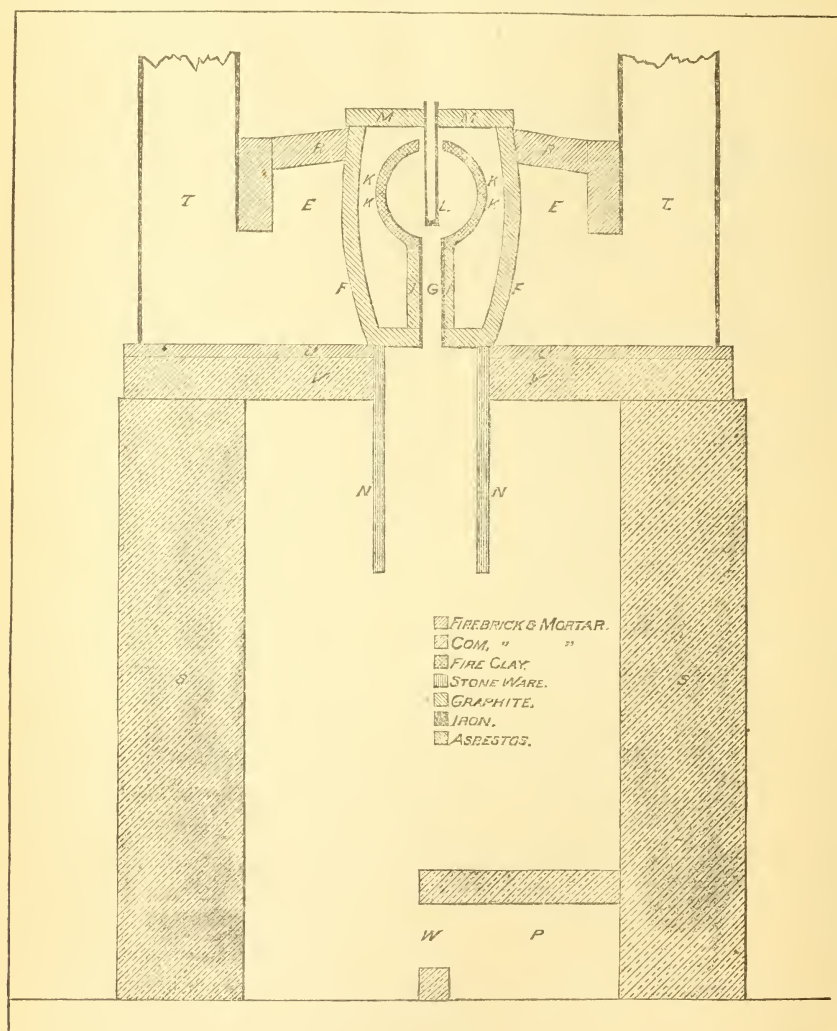 M M
R R
K K
K L. K
T E E T.
F I G I F
U U
V V
N N
FIREBRICK & MORTAR.
COM. " "
FIRE CLAY.
STONE WARE.
GRAPHITE.
IRON.
ASBESTOS.
S S
W P